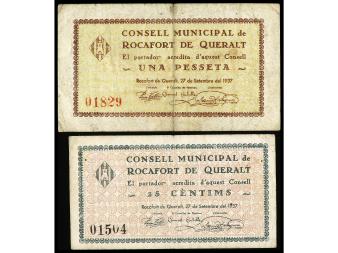 CONSELL MUNICIPAL de
ROCAFORT DE QUERALT
El portador acredita d'aquest Consell
UNA PESSETA
Rocafort de Queralt, 27 de Setembre del 1937
01829
CONSELL MUNICIPAL de
ROCAFORT DE QUERALT
El portador acredita d'aquest Consell
35 CÈNTIMS
Rocafort de Queralt, 27 de Setembre del 1937
01504